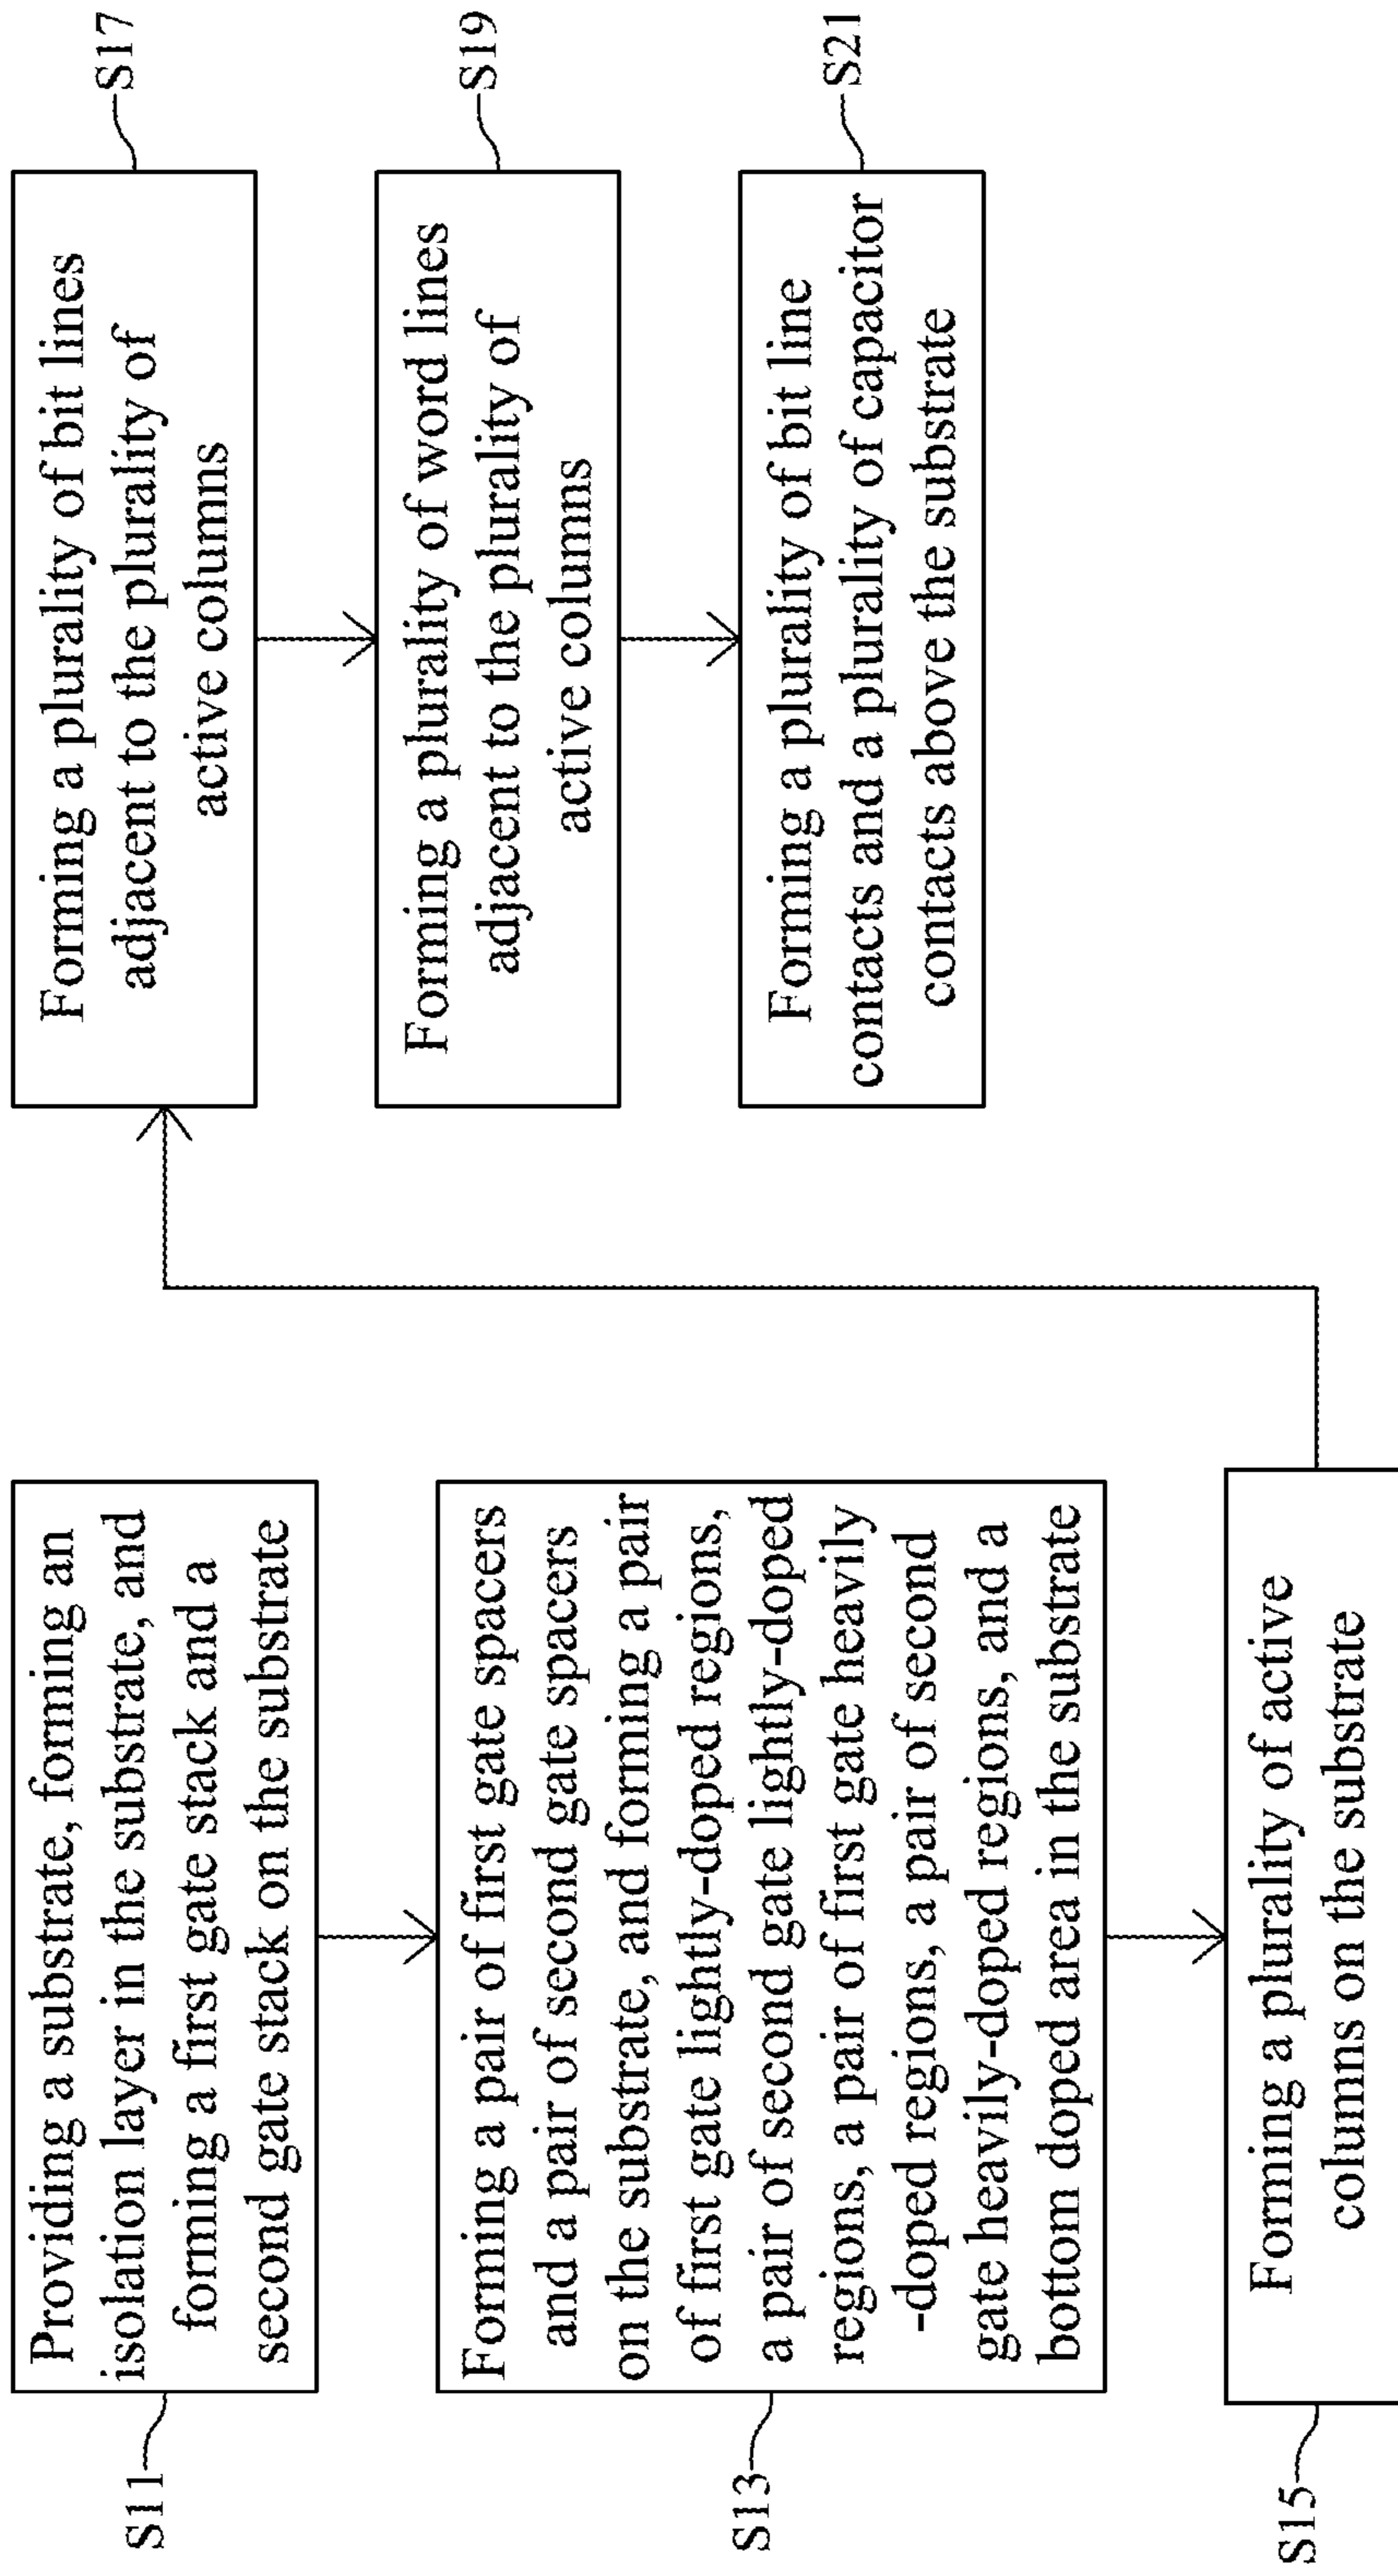 S11
Providing a substrate, forming an
isolation layer in the substrate, and
forming a first gate stack and a
second gate stack on the substrate
S13
Forming a pair of first gate spacers
and a pair of second gate spacers
on the substrate, and forming a pair
of first gate lightly-doped regions,
a pair of second gate lightly-doped
regions, a pair of first gate heavily
-doped regions, a pair of second
gate heavily-doped regions, and a
bottom doped area in the substrate
S15
Forming a plurality of active
columns on the substrate
S17
Forming a plurality of bit lines
adjacent to the plurality of
active columns
S19
Forming a plurality of word lines
adjacent to the plurality of
active columns
S21
Forming a plurality of bit line
contacts and a plurality of capacitor
contacts above the substrate